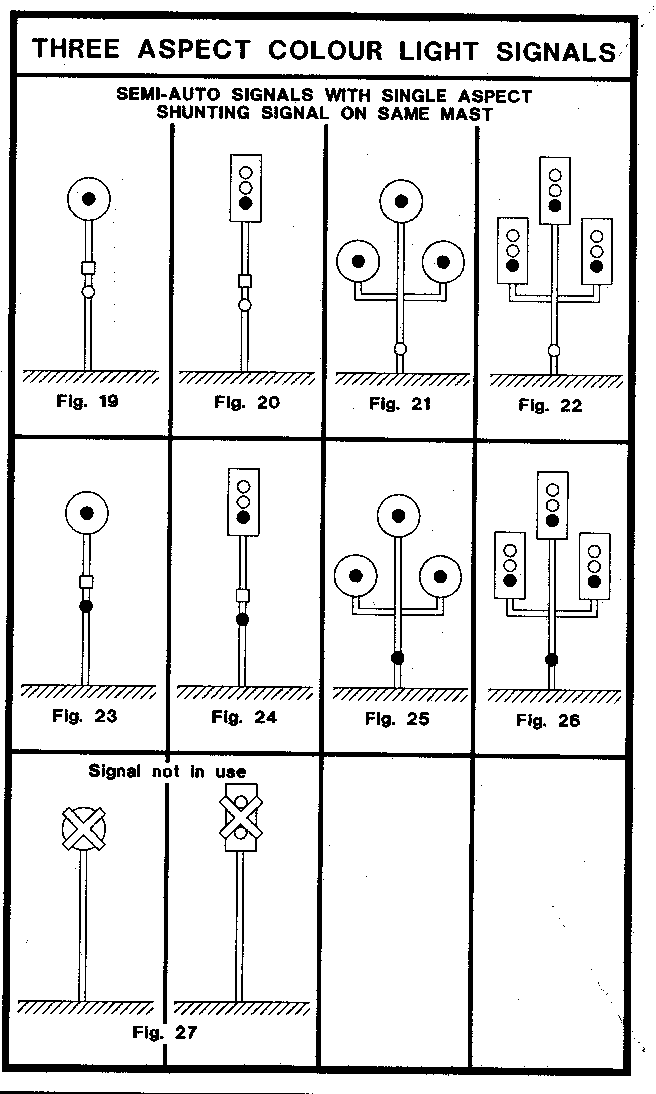 THREE ASPECT COLOUR LIGHT SIGNALS
SEMI-AUTO SIGNALS WITH SINGLE ASPECT
SHUNTING SIGNAL ON SAME MAST
Fig. 19
Fig. 20
Fig. 21
Fig. 22
Fig. 23
Fig. 24
Fig. 25
Fig. 26
Signal not in use
Fig. 27